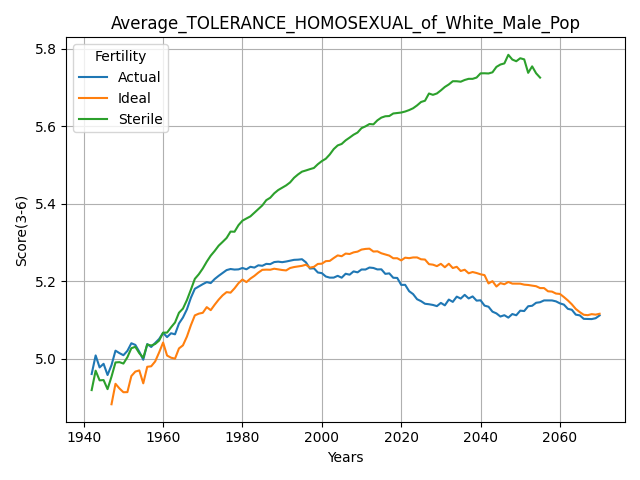 Average_TOLERANCE_HOMOSEXUAL_of_White_Male_Pop
Fertility
Actual
Ideal
Sterile
Score(3-6)
5.8
5.6
5.4
5.2
5.0
1940 1960 1980 2000 2020 2040 2060
Years